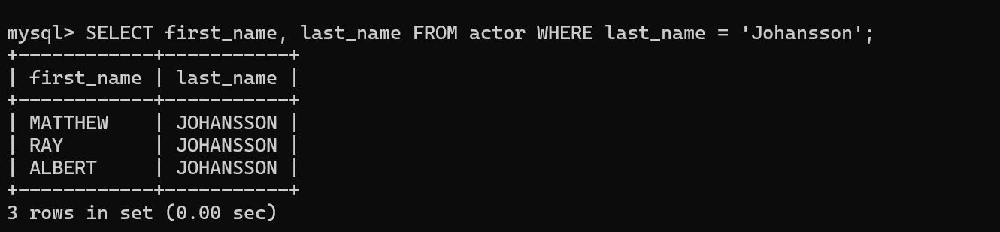 mysql> SELECT first_name, last_name FROM actor WHERE last_name = 'Johansson';
+------------+-----------+
| first_name | last_name |
+------------+-----------+
| MATTHEW    | JOHANSSON |
| RAY        | JOHANSSON |
| ALBERT     | JOHANSSON |
+------------+-----------+
3 rows in set (0.00 sec)